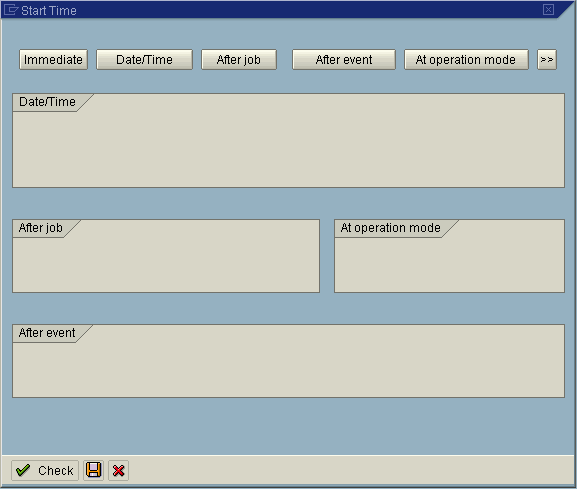 Start Time
Immediate Date/Time After job After event At operation mode >>
Date/Time
After job At operation mode
After event
Check